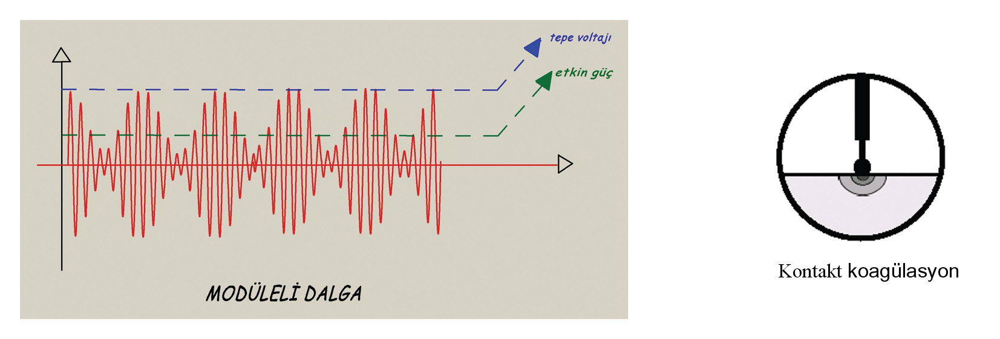 tepe voltajı
etkin güç
MODÜLELİ DALGA
Kontakt koagülasyon